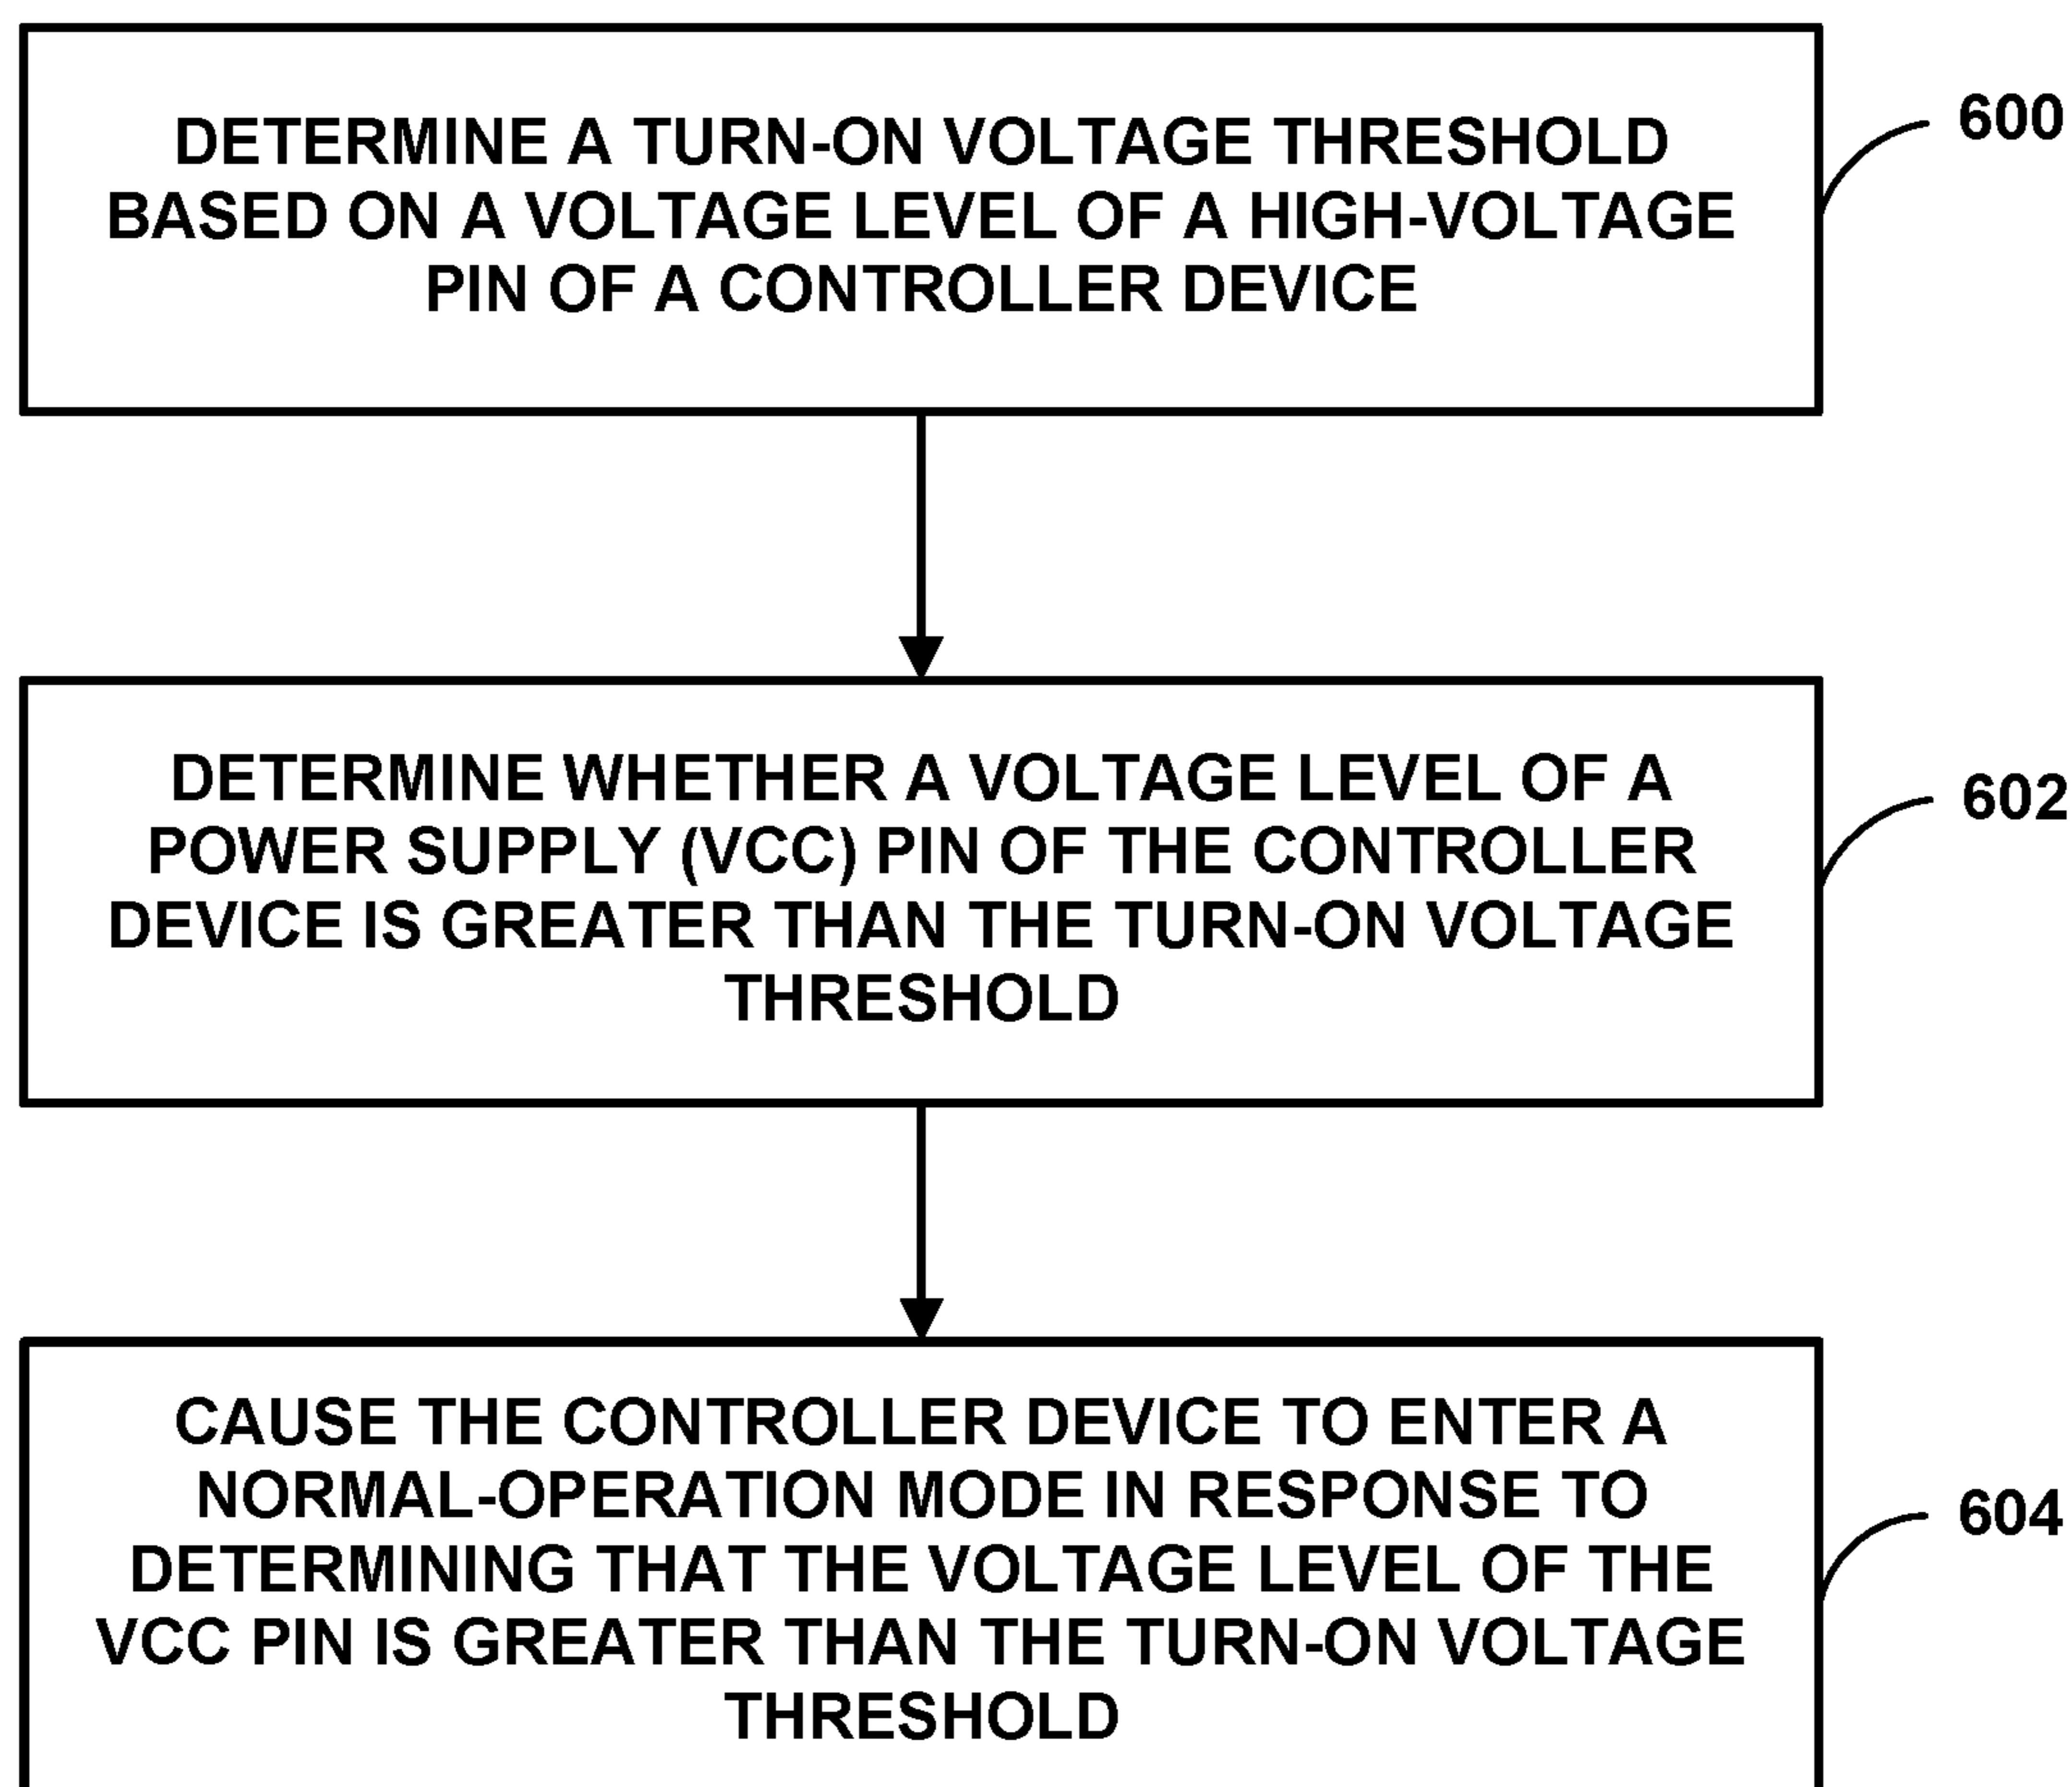 DETERMINE A TURN-ON VOLTAGE THRESHOLD
BASED ON A VOLTAGE LEVEL OF A HIGH-VOLTAGE
PIN OF A CONTROLLER DEVICE
600
DETERMINE WHETHER A VOLTAGE LEVEL OF A
POWER SUPPLY (VCC) PIN OF THE CONTROLLER
DEVICE IS GREATER THAN THE TURN-ON VOLTAGE
THRESHOLD
602
CAUSE THE CONTROLLER DEVICE TO ENTER A
NORMAL-OPERATION MODE IN RESPONSE TO
DETERMINING THAT THE VOLTAGE LEVEL OF THE
VCC PIN IS GREATER THAN THE TURN-ON VOLTAGE
THRESHOLD
604